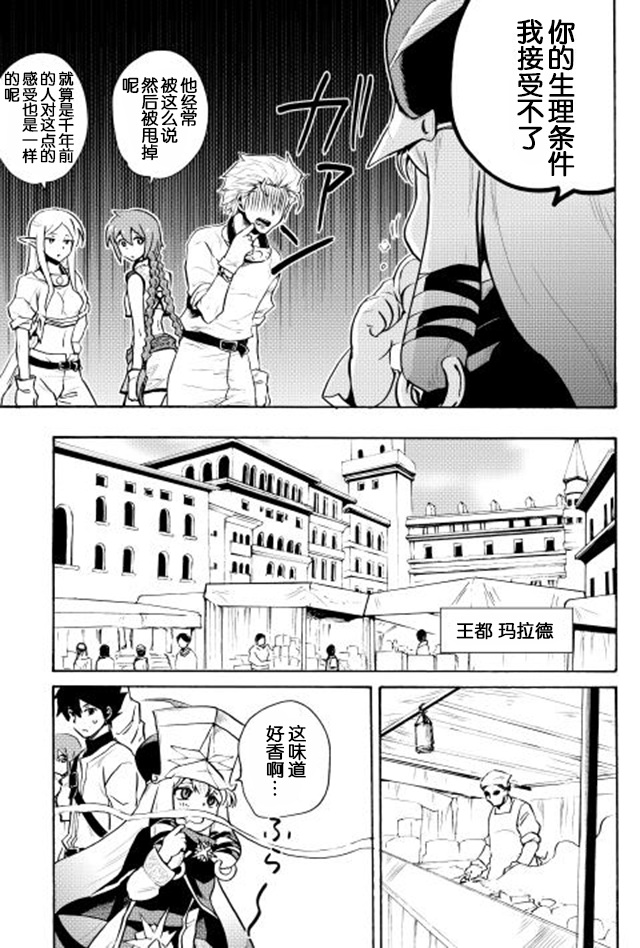 你的生理条件
我接受不了
ガーン
他经常
被这么说
然后被甩掉
呢
就算是千年前
的人对这点的
感受也是一样
的呢
王都 玛拉德
这味道
好香啊…
ふら～